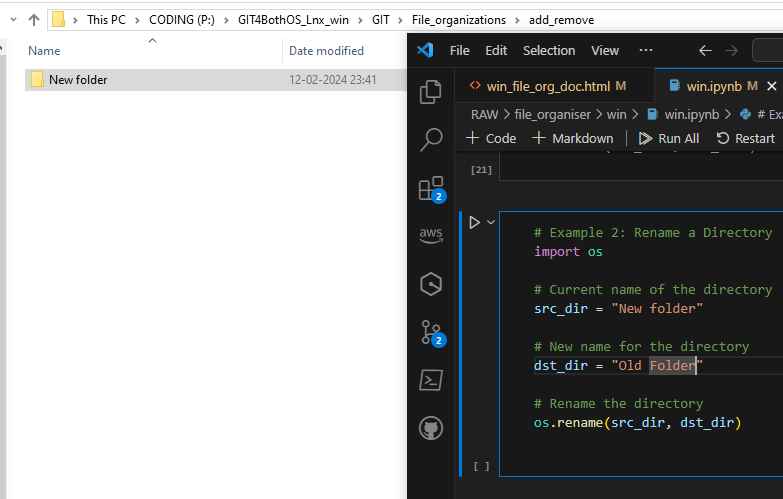 This PC > CODING (P:) > GIT4BothOS_Lnx_win > GIT > File_organizations > add_remove
Name Date modified
New folder 12-02-2024 23:41
File Edit Selection View ···
win_file_org_doc.html M win.ipynb M
RAW > file_organiser > win > win.ipynb > # Exa
+ Code + Markdown Run All Restart
[21]
# Example 2: Rename a Directory
import os
2
# Current name of the directory
aws
src_dir = "New folder"
# New name for the directory
2
dst_dir = "Old Folder"
# Rename the directory
os.rename(src_dir, dst_dir)
[ ]